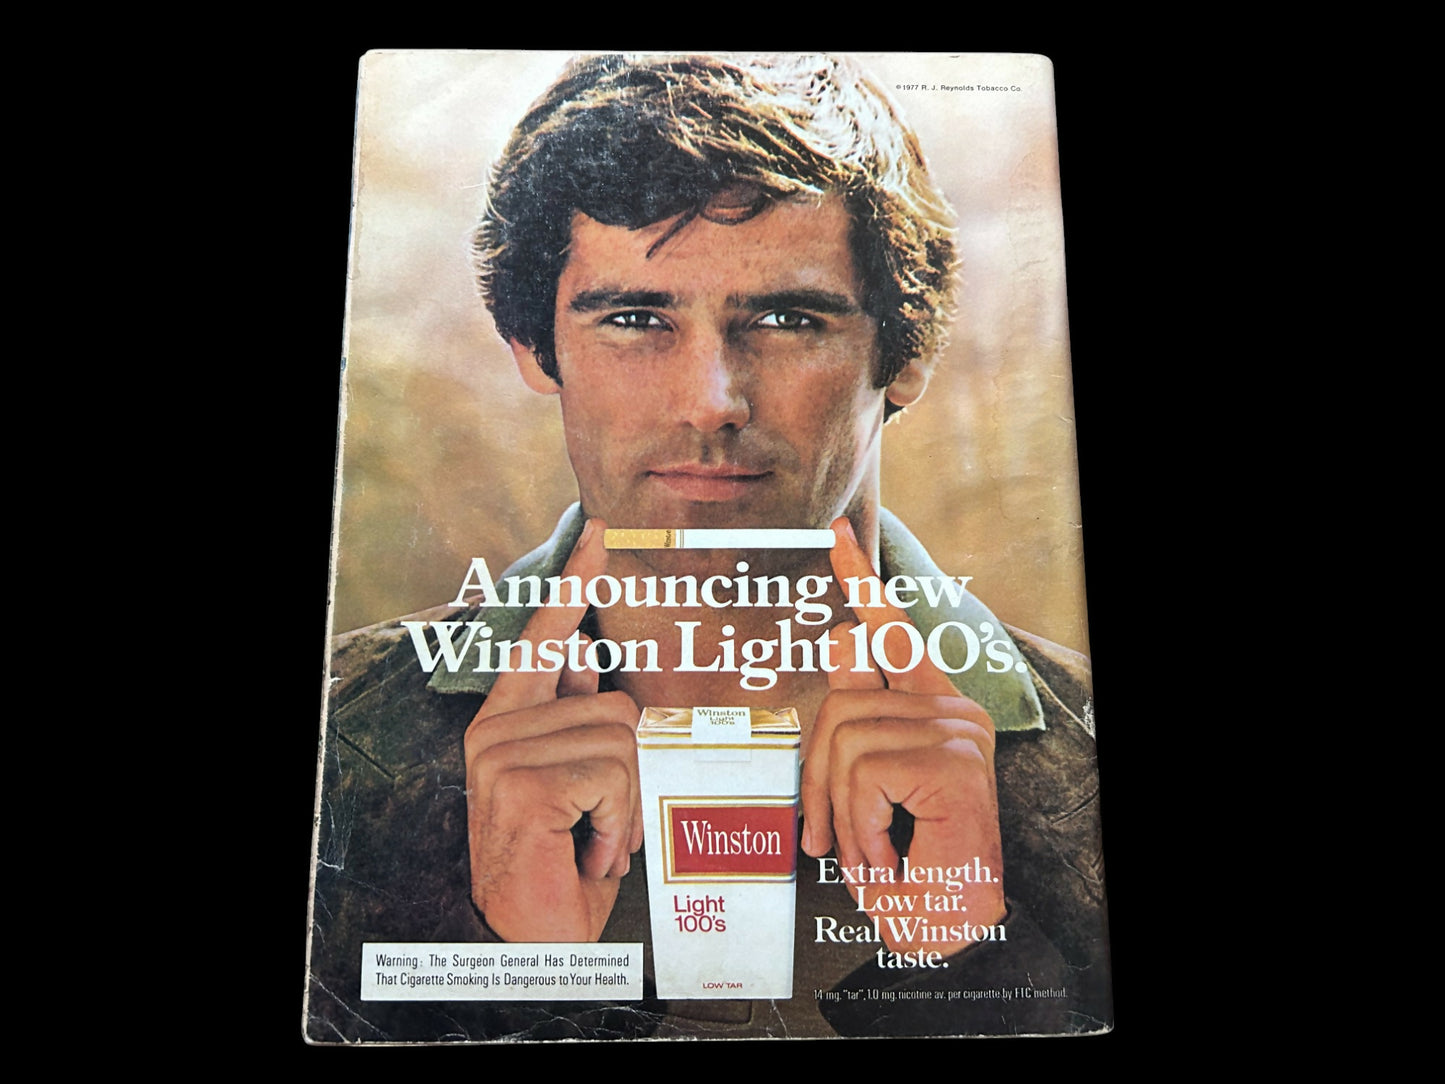 © 1977 R. J. Reynolds Tobacco Co.
Announcing new
Winston Light 100's.
Winston
Light
100's
Winston
Light
100's
LOW TAR
Extra length.
Low tar.
Real Winston
taste.
Warning: The Surgeon General Has Determined
That Cigarette Smoking Is Dangerous to Your Health.
14 mg. "tar", 1.0 mg. nicotine av. per cigarette by FTC method.